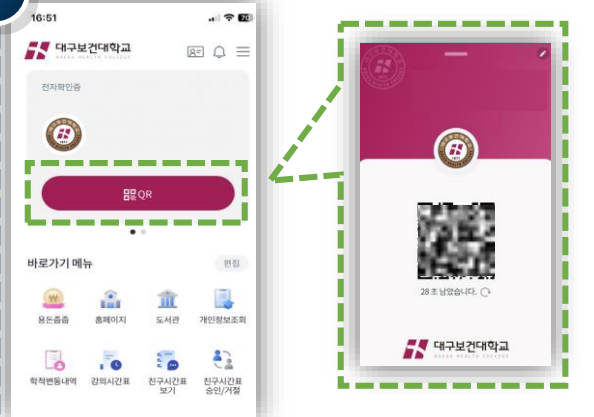 16:51
대구보건대학교
DAEGU HEALTH COLLEGE
전자확인증
QR
바로가기 메뉴
편집
용돈줍줍
홈페이지
도서관
개인정보조회
학적변동내역
강의시간표
친구시간표
보기
친구시간표
승인/거절
28 초 남았습니다.
대구보건대학교
DAEGU HEALTH COLLEGE